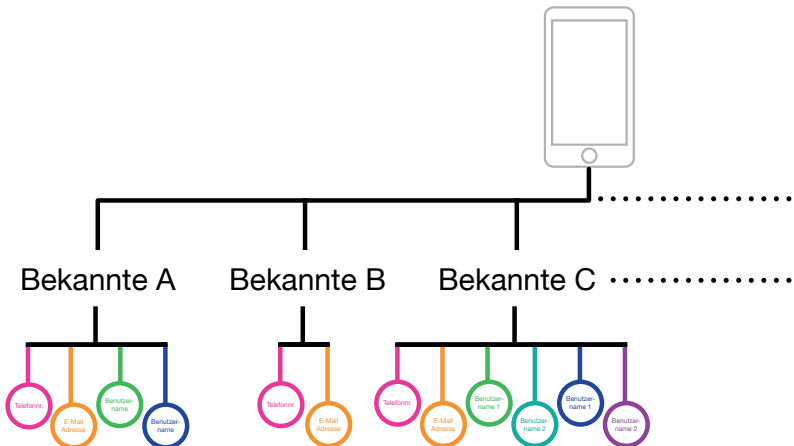 Bekannte A
Bekannte B
Bekannte C
Telefonnr.
E-Mail
Adresse
Benutzer-
name
Benutzer-
name
Telefonnr.
E-Mail
Adresse
Telefonnr.
E-Mail
Adresse
Benutzer-
name 1
Benutzer-
name 2
Benutzer-
name 1
Benutzer-
name 2